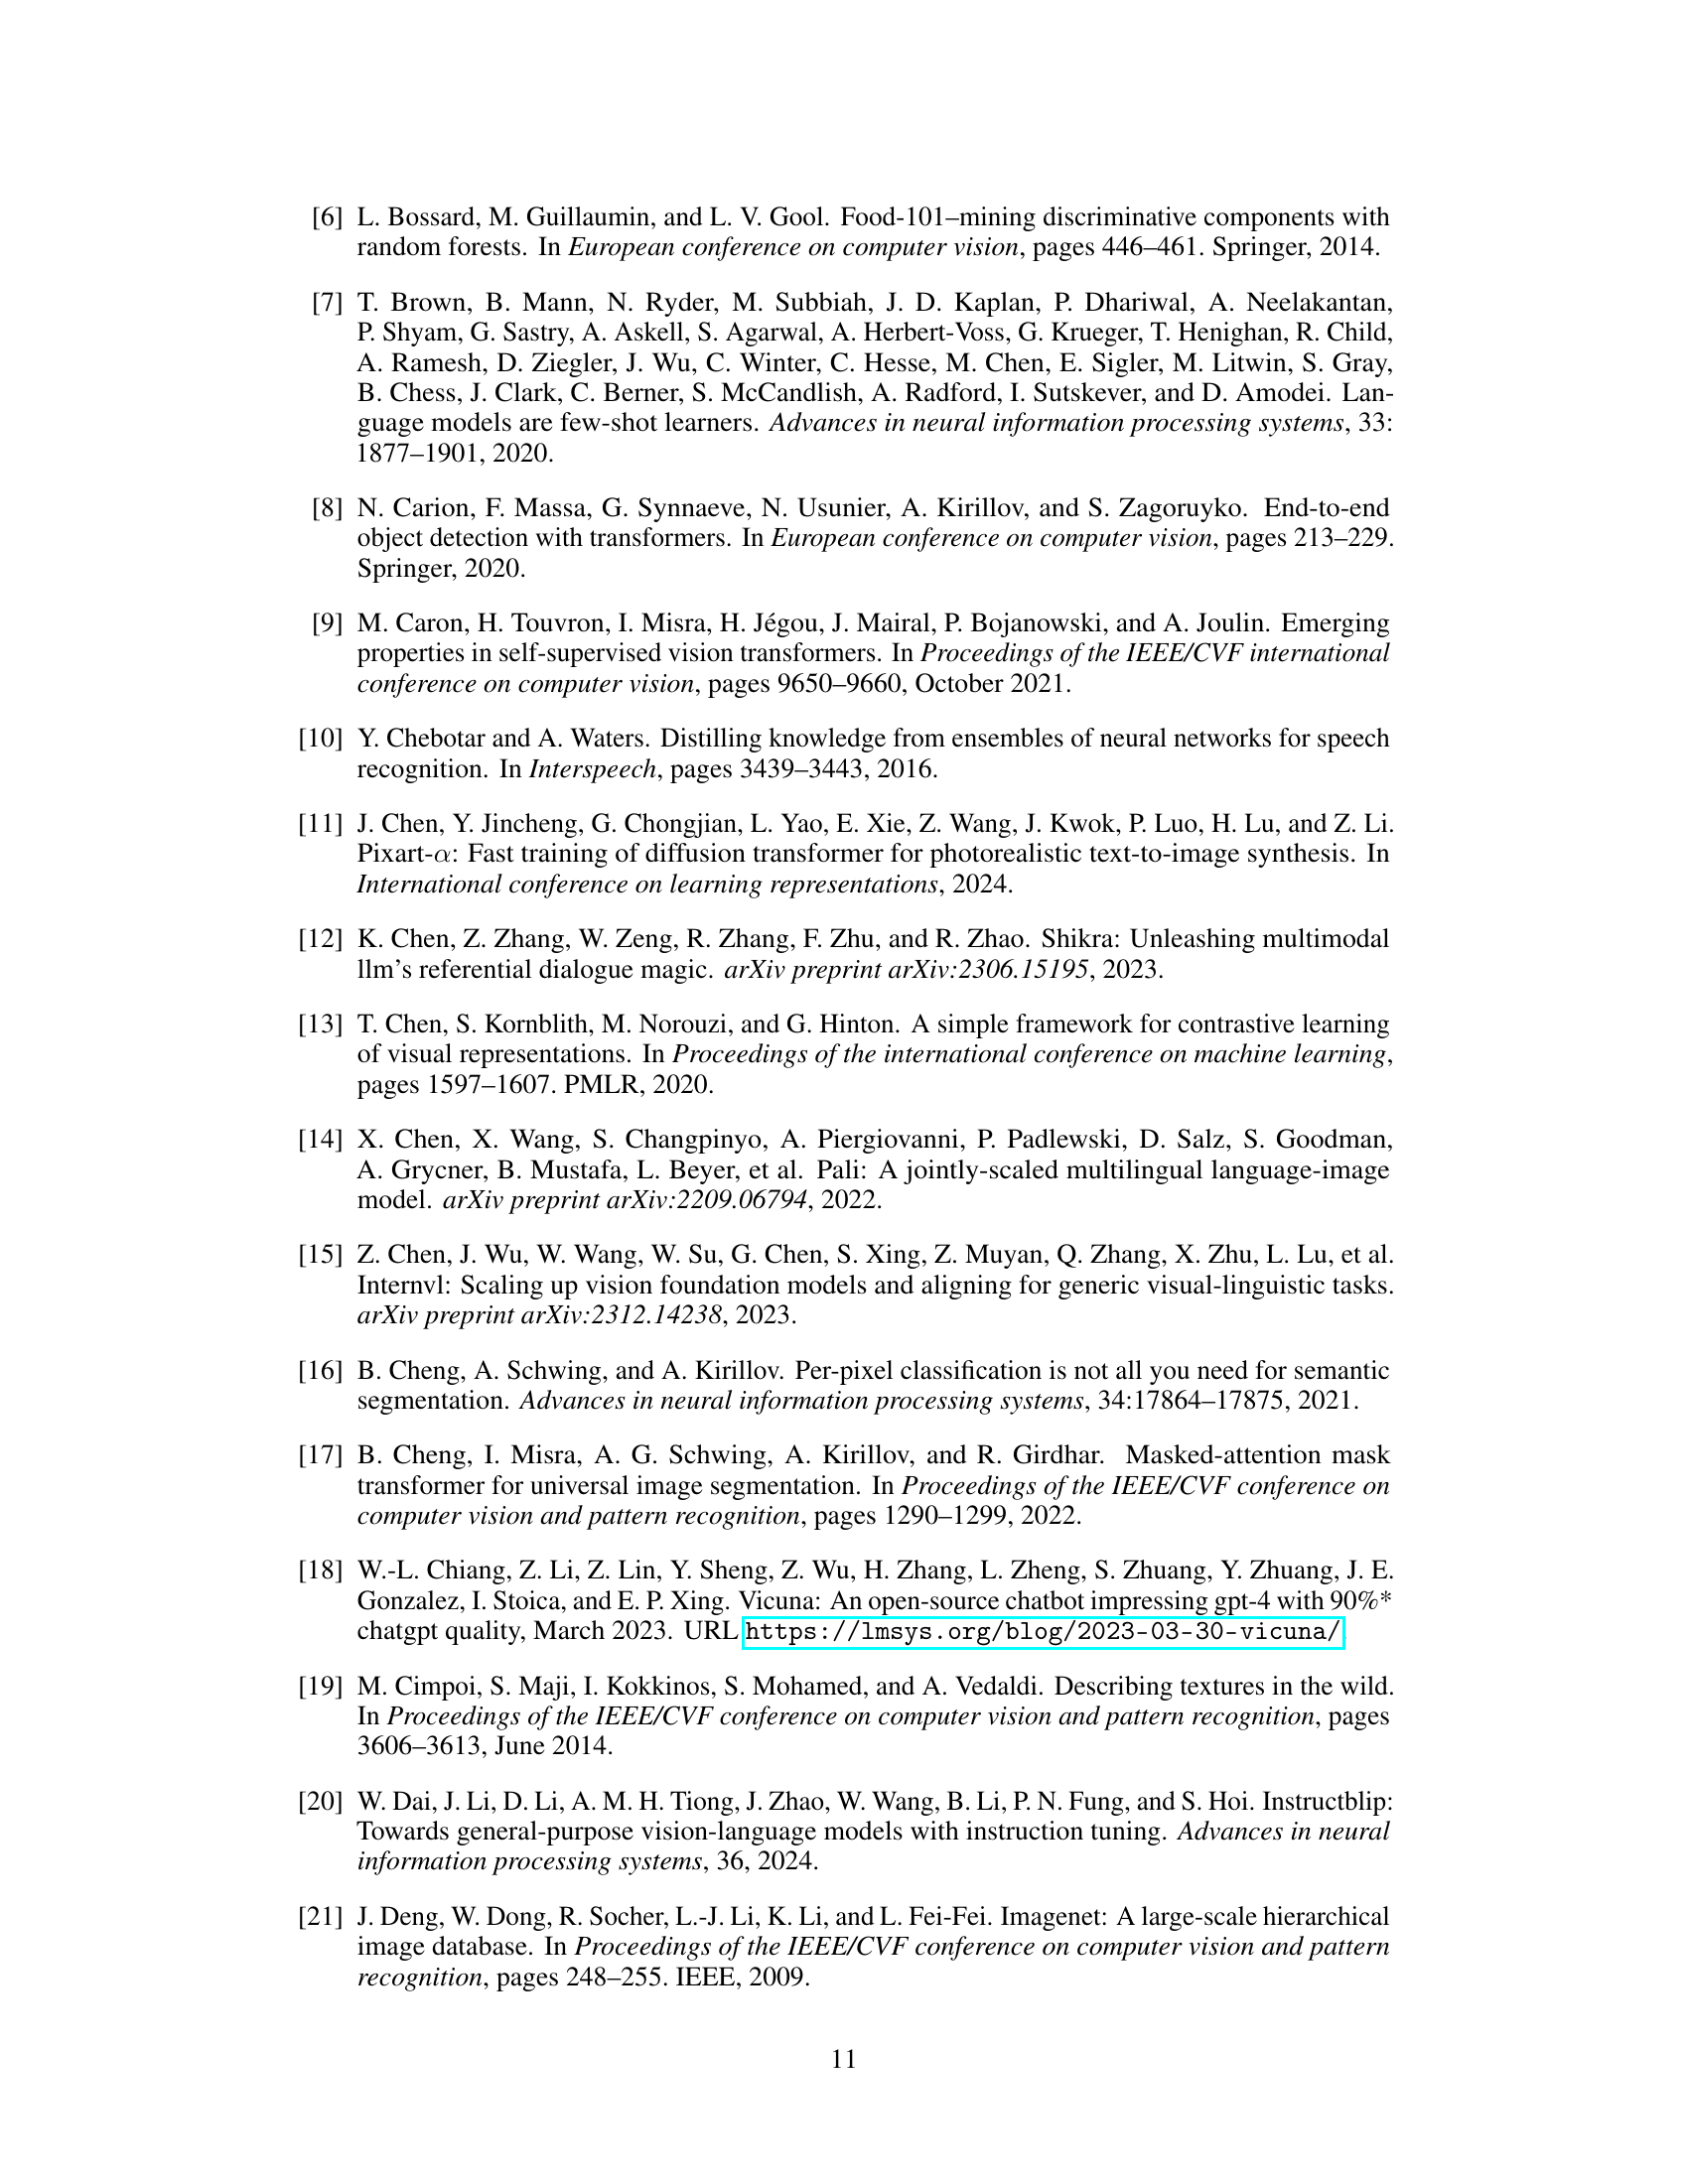 [6] L. Bossard, M. Guillaumin, and L. V. Gool. Food-101–mining discriminative components with
random forests. In European conference on computer vision, pages 446–461. Springer, 2014.
[7] T. Brown, B. Mann, N. Ryder, M. Subbiah, J. D. Kaplan, P. Dhariwal, A. Neelakantan,
P. Shyam, G. Sastry, A. Askell, S. Agarwal, A. Herbert-Voss, G. Krueger, T. Henighan, R. Child,
A. Ramesh, D. Ziegler, J. Wu, C. Winter, C. Hesse, M. Chen, E. Sigler, M. Litwin, S. Gray,
B. Chess, J. Clark, C. Berner, S. McCandlish, A. Radford, I. Sutskever, and D. Amodei. Lan-
guage models are few-shot learners. Advances in neural information processing systems, 33:
1877–1901, 2020.
[8] N. Carion, F. Massa, G. Synnaeve, N. Usunier, A. Kirillov, and S. Zagoruyko. End-to-end
object detection with transformers. In European conference on computer vision, pages 213–229.
Springer, 2020.
[9] M. Caron, H. Touvron, I. Misra, H. Jégou, J. Mairal, P. Bojanowski, and A. Joulin. Emerging
properties in self-supervised vision transformers. In Proceedings of the IEEE/CVF international
conference on computer vision, pages 9650–9660, October 2021.
[10] Y. Chebotar and A. Waters. Distilling knowledge from ensembles of neural networks for speech
recognition. In Interspeech, pages 3439–3443, 2016.
[11] J. Chen, Y. Jincheng, G. Chongjian, L. Yao, E. Xie, Z. Wang, J. Kwok, P. Luo, H. Lu, and Z. Li.
Pixart-α: Fast training of diffusion transformer for photorealistic text-to-image synthesis. In
International conference on learning representations, 2024.
[12] K. Chen, Z. Zhang, W. Zeng, R. Zhang, F. Zhu, and R. Zhao. Shikra: Unleashing multimodal
llm's referential dialogue magic. arXiv preprint arXiv:2306.15195, 2023.
[13] T. Chen, S. Kornblith, M. Norouzi, and G. Hinton. A simple framework for contrastive learning
of visual representations. In Proceedings of the international conference on machine learning,
pages 1597–1607. PMLR, 2020.
[14] X. Chen, X. Wang, S. Changpinyo, A. Piergiovanni, P. Padlewski, D. Salz, S. Goodman,
A. Grycner, B. Mustafa, L. Beyer, et al. Pali: A jointly-scaled multilingual language-image
model. arXiv preprint arXiv:2209.06794, 2022.
[15] Z. Chen, J. Wu, W. Wang, W. Su, G. Chen, S. Xing, Z. Muyan, Q. Zhang, X. Zhu, L. Lu, et al.
Internvl: Scaling up vision foundation models and aligning for generic visual-linguistic tasks.
arXiv preprint arXiv:2312.14238, 2023.
[16] B. Cheng, A. Schwing, and A. Kirillov. Per-pixel classification is not all you need for semantic
segmentation. Advances in neural information processing systems, 34:17864–17875, 2021.
[17] B. Cheng, I. Misra, A. G. Schwing, A. Kirillov, and R. Girdhar. Masked-attention mask
transformer for universal image segmentation. In Proceedings of the IEEE/CVF conference on
computer vision and pattern recognition, pages 1290–1299, 2022.
[18] W.-L. Chiang, Z. Li, Z. Lin, Y. Sheng, Z. Wu, H. Zhang, L. Zheng, S. Zhuang, Y. Zhuang, J. E.
Gonzalez, I. Stoica, and E. P. Xing. Vicuna: An open-source chatbot impressing gpt-4 with 90%*
chatgpt quality, March 2023. URL https://lmsys.org/blog/2023-03-30-vicuna/
[19] M. Cimpoi, S. Maji, I. Kokkinos, S. Mohamed, and A. Vedaldi. Describing textures in the wild.
In Proceedings of the IEEE/CVF conference on computer vision and pattern recognition, pages
3606–3613, June 2014.
[20] W. Dai, J. Li, D. Li, A. M. H. Tiong, J. Zhao, W. Wang, B. Li, P. N. Fung, and S. Hoi. Instructblip:
Towards general-purpose vision-language models with instruction tuning. Advances in neural
information processing systems, 36, 2024.
[21] J. Deng, W. Dong, R. Socher, L.-J. Li, K. Li, and L. Fei-Fei. Imagenet: A large-scale hierarchical
image database. In Proceedings of the IEEE/CVF conference on computer vision and pattern
recognition, pages 248–255. IEEE, 2009.
11